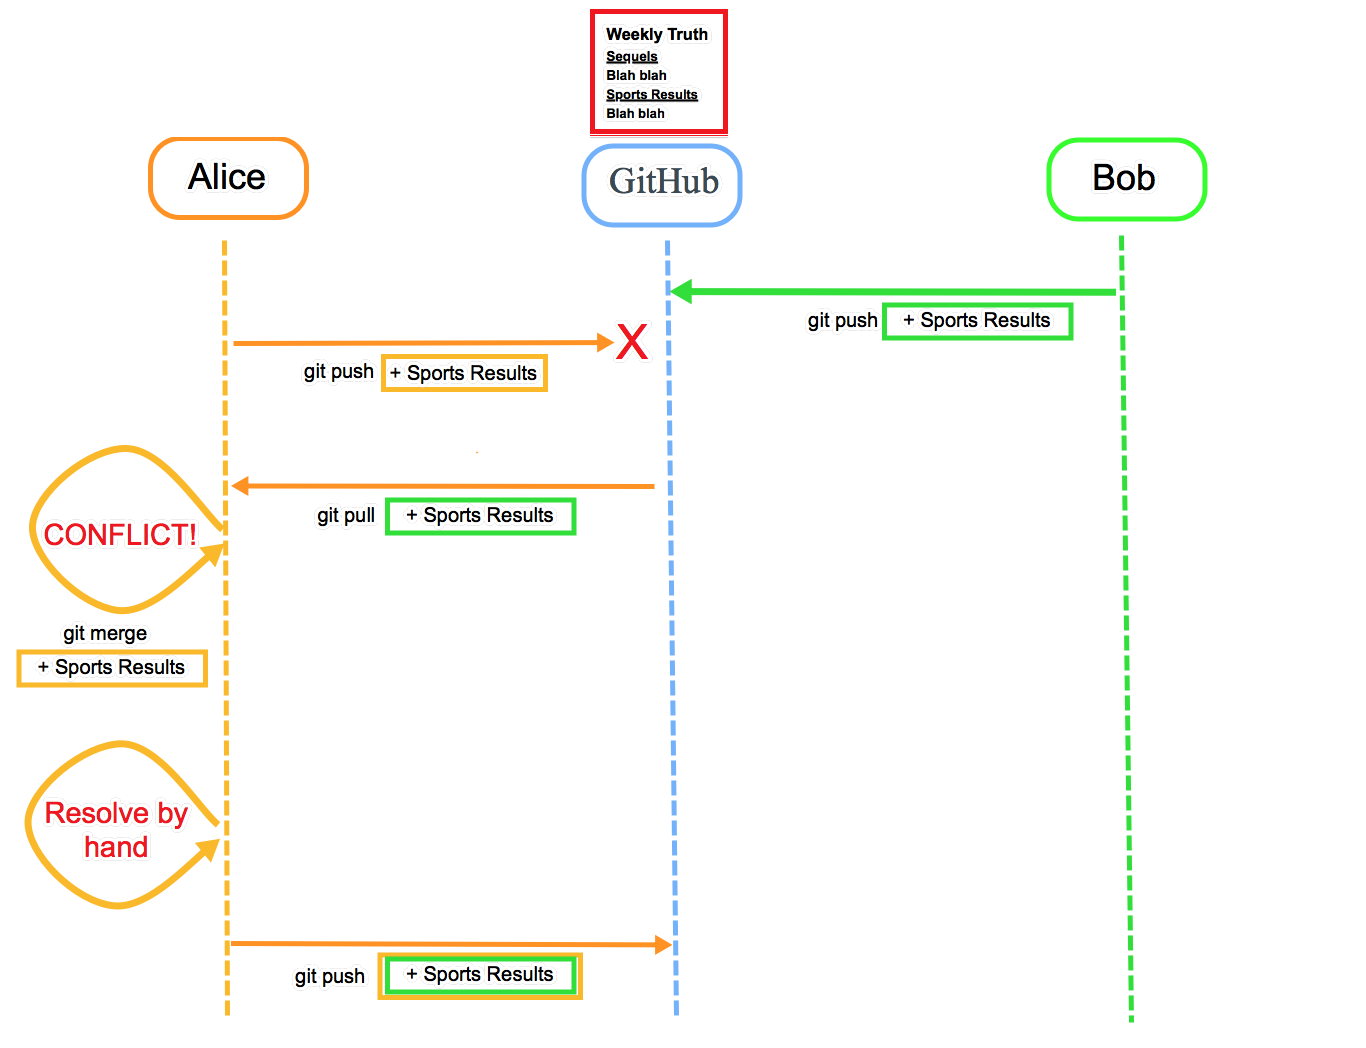 Weekly Truth
Sequels
Blah blah
Sports Results
Blah blah
Alice
GitHub
Bob
git push + Sports Results
X
git push + Sports Results
git pull + Sports Results
CONFLICT!
git merge
+ Sports Results
Resolve by
hand
git push + Sports Results